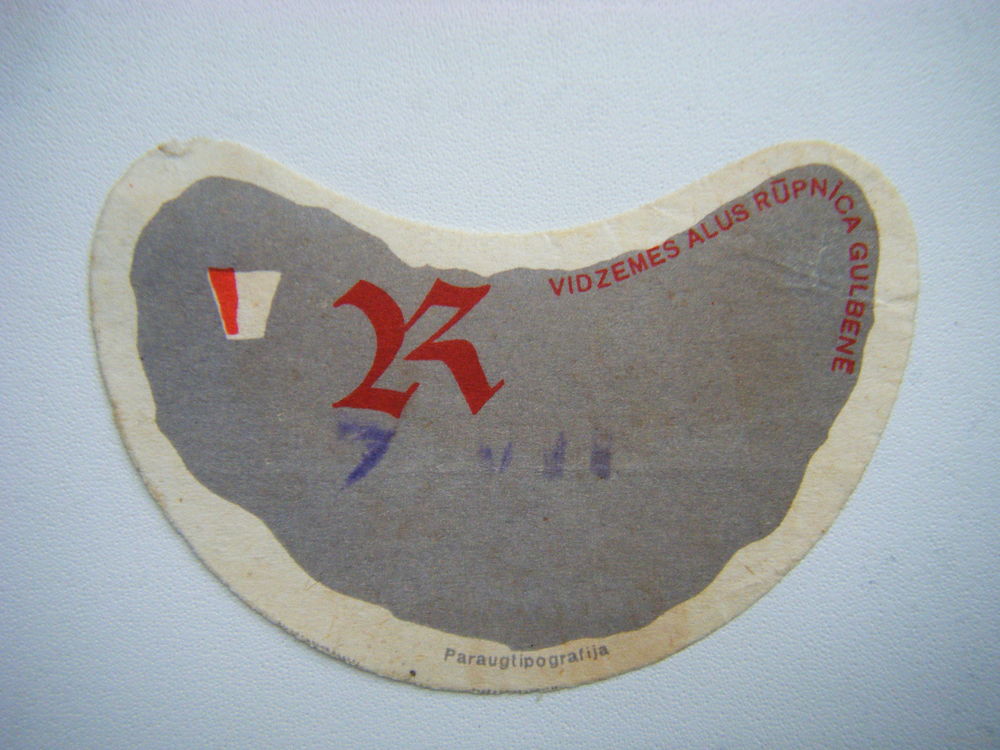 VIDZEMES ALUS RŪPNĪCA GULBENE
R
7 VII
Paraugtipografija